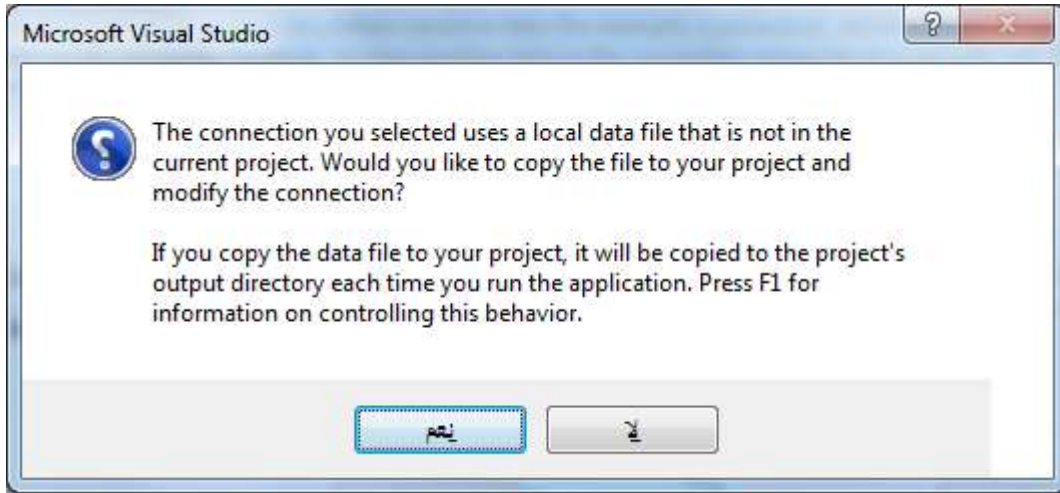 Microsoft Visual Studio
The connection you selected uses a local data file that is not in the
current project. Would you like to copy the file to your project and
modify the connection?
If you copy the data file to your project, it will be copied to the project's
output directory each time you run the application. Press F1 for
information on controlling this behavior.
نعم
لا